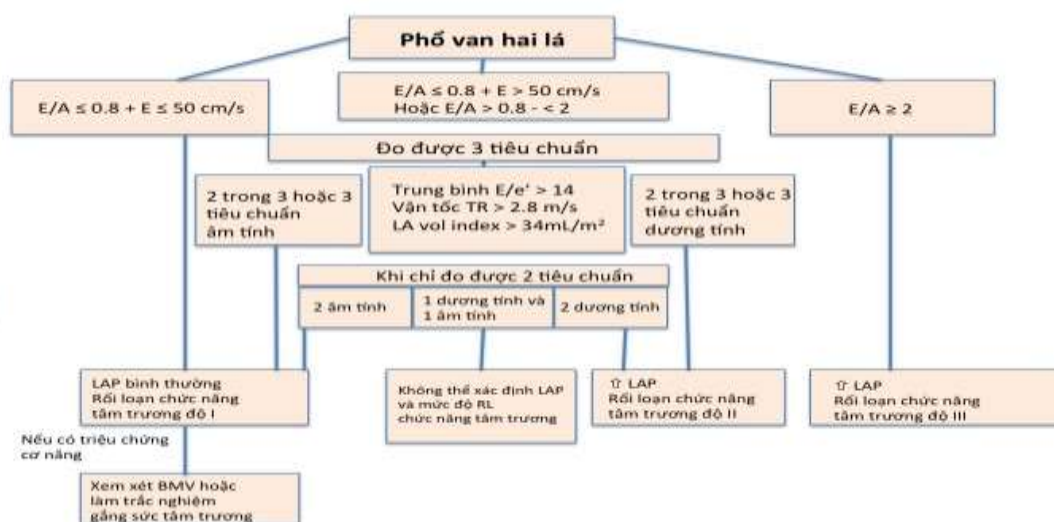 Phổ van hai lá
E/A ≤ 0.8 + E ≤ 50 cm/s
E/A ≤ 0.8 + E > 50 cm/s
Hoặc E/A > 0.8 - < 2
E/A ≥ 2
Đo được 3 tiêu chuẩn
2 trong 3 hoặc 3
tiêu chuẩn
âm tính
Trung bình E/e' > 14
Vận tốc TR > 2.8 m/s
LA vol index > 34mL/m²
2 trong 3 hoặc 3
tiêu chuẩn
dương tính
Khi chỉ đo được 2 tiêu chuẩn
2 âm tính
1 dương tính và
1 âm tính
2 dương tính
LAP bình thường
Rối loạn chức năng
tâm trương độ I
Không thể xác định LAP
và mức độ RL
chức năng tâm trương
⇧ LAP
Rối loạn chức năng
tâm trương độ II
⇧ LAP
Rối loạn chức năng
tâm trương độ III
Nếu có triệu chứng
cơ năng
Xem xét BMV hoặc
làm trắc nghiệm
gắng sức tâm trương